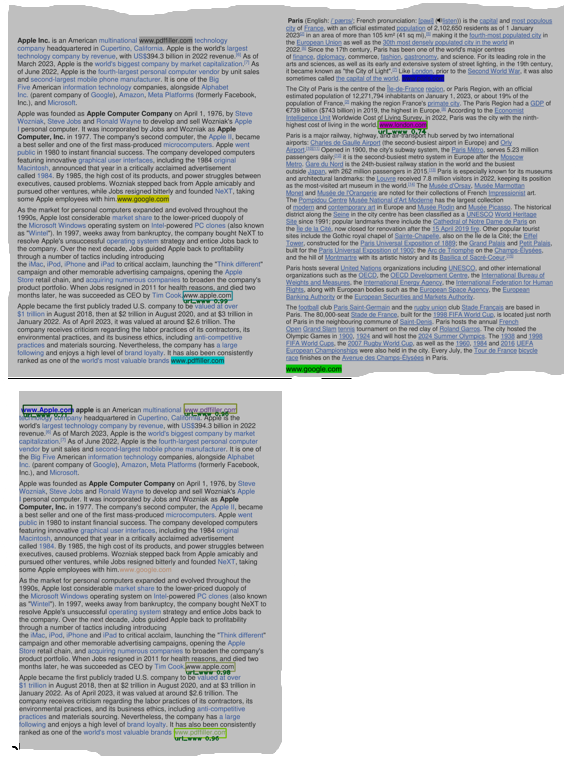 Apple Inc. is an American multinational www.pdffiller.com technology
company headquartered in Cupertino, California. Apple is the world's largest
technology company by revenue, with US$394.3 billion in 2022 revenue.[6] As of
March 2023, Apple is the world's biggest company by market capitalization.[7] As
of June 2022, Apple is the fourth-largest personal computer vendor by unit sales
and second-largest mobile phone manufacturer. It is one of the Big
Five American information technology companies, alongside Alphabet
(parent company of Google), Amazon, Meta Platforms (formerly Facebook,
Inc.), and Microsoft.
Apple was founded as Apple Computer Company on April 1, 1976, by Steve
Wozniak, Steve Jobs and Ronald Wayne to develop and sell Wozniak's Apple
I personal computer. It was incorporated by Jobs and Wozniak as Apple
Computer, Inc. in 1977. The company's second computer, the Apple II, became
a best seller and one of the first mass-produced microcomputers. Apple went
public in 1980 to instant financial success. The company developed computers
featuring innovative graphical user interfaces, including the 1984 original
Macintosh, announced that year in a critically acclaimed advertisement
called 1984. By 1985, the high cost of its products, and power struggles between
executives, caused problems. Wozniak stepped back from Apple amicably and
pursued other ventures, while Jobs resigned bitterly and founded NeXT, taking
some Apple employees with him.www.google.com
As the market for personal computers expanded and evolved throughout the
1990s, Apple lost considerable market share to the lower-priced duopoly of
the Microsoft Windows operating system on Intel-powered PC clones (also known
as "Wintel"). In 1997, weeks away from bankruptcy, the company bought NeXT to
resolve Apple's unsuccessful operating system strategy and entice Jobs back to the
company. Over the next decade, Jobs guided Apple back to profitability
through a number of tactics including introducing
the iMac, iPod, iPhone and iPad to critical acclaim, launching the "Think different"
campaign and other memorable advertising campaigns, opening the Apple
Store retail chain, and acquiring numerous companies to broaden the company's
product portfolio. When Jobs resigned in 2011 for health reasons, and died two
months later, he was succeeded as CEO by Tim Cook.www.apple.com
Apple became the first publicly traded U.S. company to be valued at over
$1 trillion in August 2018, then at $2 trillion in August 2020, and at $3 trillion in
January 2022. As of April 2023, it was valued at around $2.6 trillion. The
company receives criticism regarding the labor practices of its contractors, its
environmental practices, and its business ethics, including anti-competitive
practices and materials sourcing. Nevertheless, the company has a large
following and enjoys a high level of brand loyalty. It has also been consistently
ranked as one of the world's most valuable brands www.pdffiller.com
Paris (English: /ˈpærɪs/; French pronunciation: [paʁi] (listen)) is the capital and most populous
city of France, with an official estimated population of 2,102,650 residents as of 1 January
2023 in an area of more than 105 km² (41 sq mi), making it the fourth-most populated city in
the European Union as well as the 30th most densely populated city in the world in
2022. Since the 17th century, Paris has been one of the world's major centres
of finance, diplomacy, commerce, fashion, gastronomy, and science. For its leading role in the
arts and sciences, as well as its early and extensive system of street lighting, in the 19th century,
it became known as "the City of Light". Like London, prior to the Second World War, it was also
sometimes called the capital of the world.
The City of Paris is the centre of the Île-de-France region, or Paris Region, with an official
estimated population of 12,271,794 inhabitants on 1 January 2023, or about 19% of the
population of France, making the region France's primate city. The Paris Region had a GDP of
€739 billion ($743 billion) in 2019, the highest in Europe. According to the Economist
Intelligence Unit Worldwide Cost of Living Survey, in 2022, Paris was the city with the ninth-
highest cost of living in the world.
url_www 0.74
Paris is a major railway, highway, and air-transport hub served by two international
airports: Charles de Gaulle Airport (the second-busiest airport in Europe) and Orly
Airport. Opened in 1900, the city's subway system, the Paris Métro, serves 5.23 million
passengers daily; it is the second-busiest metro system in Europe after the Moscow
Metro. Gare du Nord is the 24th-busiest railway station in the world and the busiest
outside Japan, with 262 million passengers in 2015. Paris is especially known for its museums
and architectural landmarks: the Louvre received 7.8 million visitors in 2022, keeping its position
as the most-visited art museum in the world. The Musée d'Orsay, Musée Marmottan
Monet and Musée de l'Orangerie are noted for their collections of French Impressionist art.
The Pompidou Centre Musée National d'Art Moderne has the largest collection
of modern and contemporary art in Europe and Musée Rodin and Musée Picasso. The historical
district along the Seine in the city centre has been classified as a UNESCO World Heritage
Site since 1991; popular landmarks there include the Cathedral of Notre Dame de Paris on
the Île de la Cité, now closed for renovation after the 15 April 2019 fire. Other popular tourist
sites include the Gothic royal chapel of Sainte-Chapelle, also on the Île de la Cité; the Eiffel
Tower, constructed for the Paris Universal Exposition of 1889; the Grand Palais and Petit Palais,
built for the Paris Universal Exposition of 1900; the Arc de Triomphe on the Champs-Élysées,
and the hill of Montmartre with its artistic history and its Basilica of Sacré-Coeur.
Paris hosts several United Nations organizations including UNESCO, and other international
organizations such as the OECD, the OECD Development Centre, the International Bureau of
Weights and Measures, the International Energy Agency, the International Federation for Human
Rights, along with European bodies such as the European Space Agency, the European
Banking Authority or the European Securities and Markets Authority.
The football club Paris Saint-Germain and the rugby union club Stade Français are based in
Paris. The 80,000-seat Stade de France, built for the 1998 FIFA World Cup, is located just north
of Paris in the neighbouring commune of Saint-Denis. Paris hosts the annual French
Open Grand Slam tennis tournament on the red clay of Roland Garros. The city hosted the
Olympic Games in 1900, 1924 and will host the 2024 Summer Olympics. The 1938 and 1998
FIFA World Cups, the 2007 Rugby World Cup, as well as the 1960, 1984 and 2016 UEFA
European Championships were also held in the city. Every July, the Tour de France bicycle
race finishes on the Avenue des Champs-Élysées in Paris.
www.google.com
www.Apple.com apple is an American multinational www.pdffiller.com
technology company headquartered in Cupertino, California. Apple is the
world's largest technology company by revenue, with US$394.3 billion in 2022
revenue.[6] As of March 2023, Apple is the world's biggest company by market
capitalization.[7] As of June 2022, Apple is the fourth-largest personal computer
vendor by unit sales and second-largest mobile phone manufacturer. It is one of
the Big Five American information technology companies, alongside Alphabet
Inc. (parent company of Google), Amazon, Meta Platforms (formerly Facebook,
Inc.), and Microsoft.
Apple was founded as Apple Computer Company on April 1, 1976, by Steve
Wozniak, Steve Jobs and Ronald Wayne to develop and sell Wozniak's Apple
I personal computer. It was incorporated by Jobs and Wozniak as Apple
Computer, Inc. in 1977. The company's second computer, the Apple II, became
a best seller and one of the first mass-produced microcomputers. Apple went
public in 1980 to instant financial success. The company developed computers
featuring innovative graphical user interfaces, including the 1984 original
Macintosh, announced that year in a critically acclaimed advertisement
called 1984. By 1985, the high cost of its products, and power struggles between
executives, caused problems. Wozniak stepped back from Apple amicably and
pursued other ventures, while Jobs resigned bitterly and founded NeXT, taking
some Apple employees with him.www.google.com
As the market for personal computers expanded and evolved throughout the
1990s, Apple lost considerable market share to the lower-priced duopoly of
the Microsoft Windows operating system on Intel-powered PC clones (also known
as "Wintel"). In 1997, weeks away from bankruptcy, the company bought NeXT to
resolve Apple's unsuccessful operating system strategy and entice Jobs back to
the company. Over the next decade, Jobs guided Apple back to profitability
through a number of tactics including introducing
the iMac, iPod, iPhone and iPad to critical acclaim, launching the "Think different"
campaign and other memorable advertising campaigns, opening the Apple
Store retail chain, and acquiring numerous companies to broaden the company's
product portfolio. When Jobs resigned in 2011 for health reasons, and died two
months later, he was succeeded as CEO by Tim Cook.www.apple.com
url_www 0.98
Apple became the first publicly traded U.S. company to be valued at over
$1 trillion in August 2018, then at $2 trillion in August 2020, and at $3 trillion in
January 2022. As of April 2023, it was valued at around $2.6 trillion. The
company receives criticism regarding the labor practices of its contractors, its
environmental practices, and its business ethics, including anti-competitive
practices and materials sourcing. Nevertheless, the company has a large
following and enjoys a high level of brand loyalty. It has also been consistently
ranked as one of the world's most valuable brands www.pdffiller.com
url_www 0.96